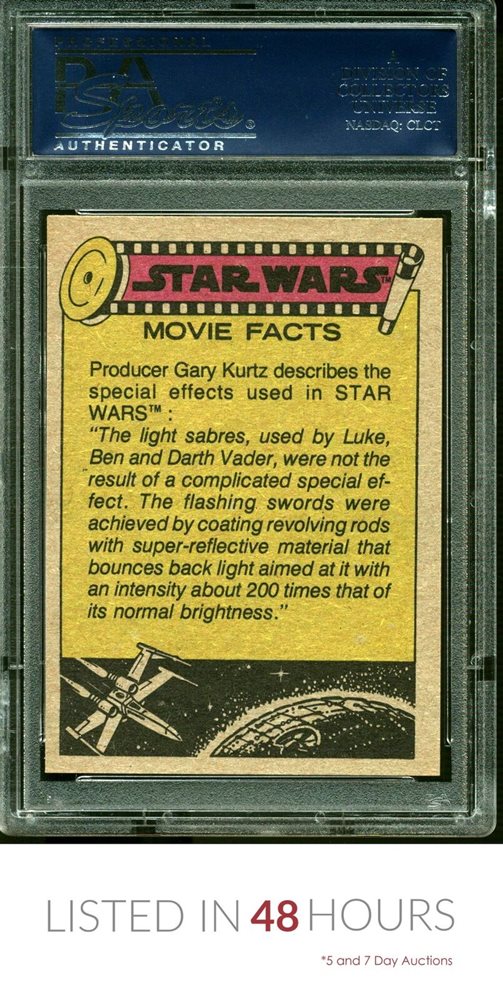 PROFESSIONAL
PSA
Sports®
AUTHENTICATOR
A
DIVISION OF
COLLECTORS
UNIVERSE
NASDAQ: CLCT
STAR WARS™
MOVIE FACTS
Producer Gary Kurtz describes the
special effects used in STAR
WARS™ :
"The light sabres, used by Luke,
Ben and Darth Vader, were not the
result of a complicated special ef-
fect. The flashing swords were
achieved by coating revolving rods
with super-reflective material that
bounces back light aimed at it with
an intensity about 200 times that of
its normal brightness."
LISTED IN 48 HOURS
*5 and 7 Day Auctions